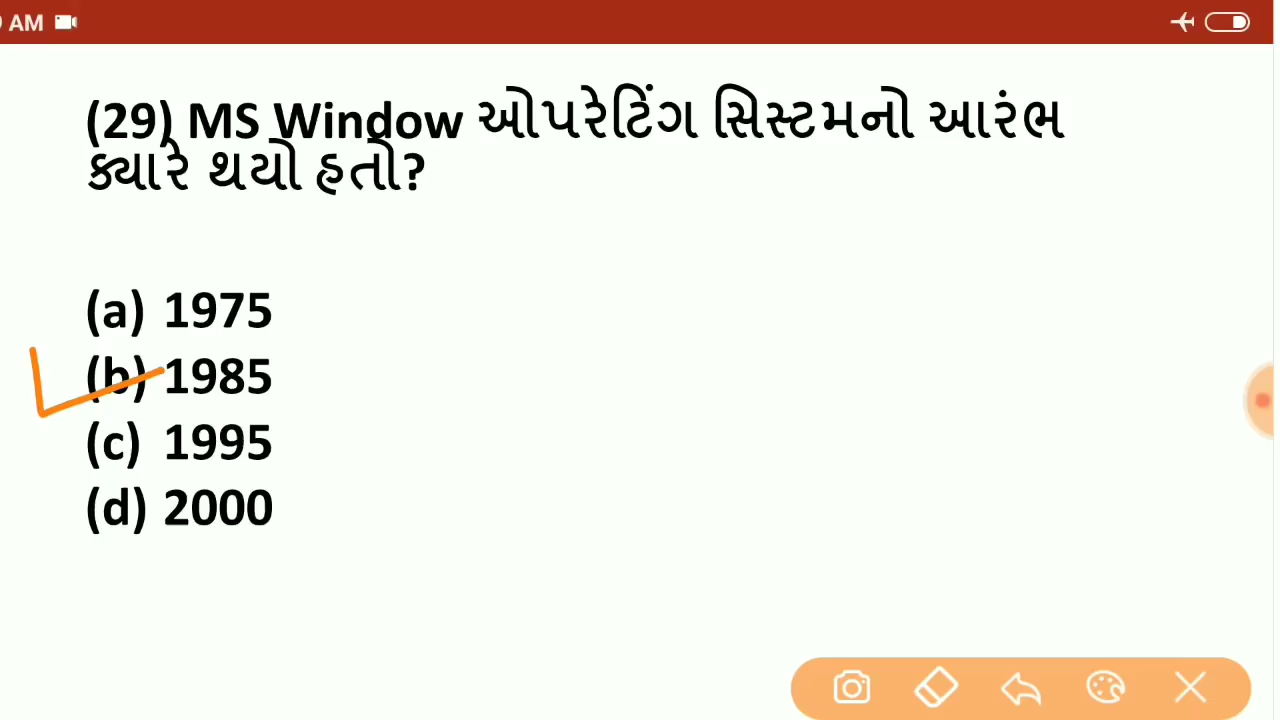 AM
(29) MS Window ઓપરેટિંગ સિસ્ટમનો આરંભ
ક્યારે થયો હતો?
(a) 1975
(b) 1985
(c) 1995
(d) 2000